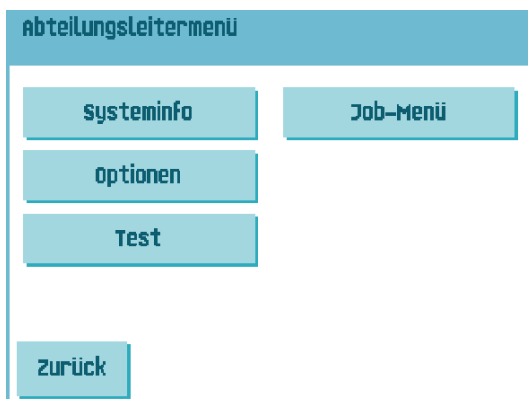 Abteilungsleitermenü
Systeminfo
Job-Menü
Optionen
Test
Zurück